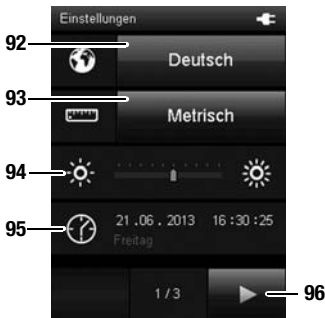 Einstellungen
92
Deutsch
93
Metrisch
94
95
21.06.2013 16:30:25
Freitag
1/3
96